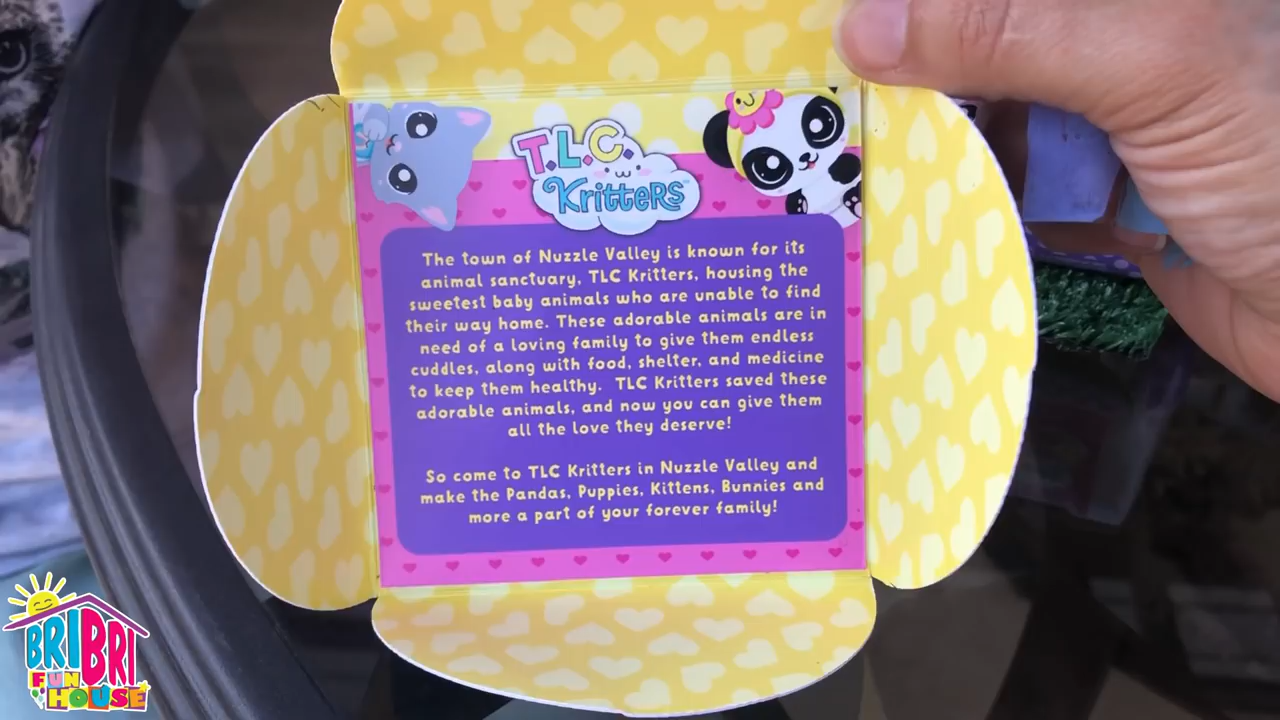 T.L.C.
Kritters™
The town of Nuzzle Valley is known for its
animal sanctuary, TLC Kritters, housing the
sweetest baby animals who are unable to find
their way home. These adorable animals are in
need of a loving family to give them endless
cuddles, along with food, shelter, and medicine
to keep them healthy. TLC Kritters saved these
adorable animals, and now you can give them
all the love they deserve!
So come to TLC Kritters in Nuzzle Valley and
make the Pandas, Puppies, Kittens, Bunnies and
more a part of your forever family!
BRI BRI
FUN
HOUSE